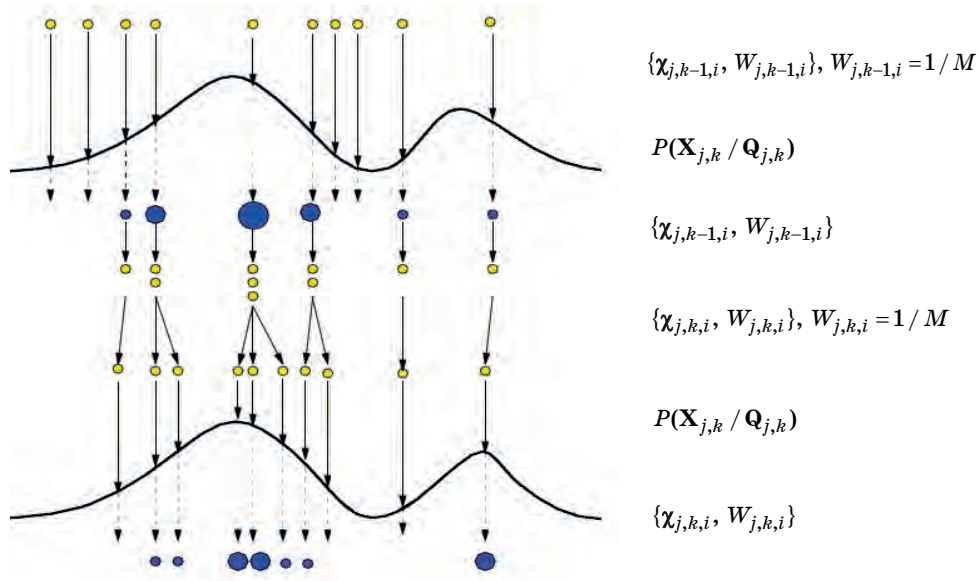 {χ_{j,k−1,i}, W_{j,k−1,i}}, W_{j,k−1,i} = 1/M
P(X_{j,k} / Q_{j,k})
{χ_{j,k−1,i}, W_{j,k−1,i}}
{χ_{j,k,i}, W_{j,k,i}}, W_{j,k,i} = 1/M
P(X_{j,k} / Q_{j,k})
{χ_{j,k,i}, W_{j,k,i}}